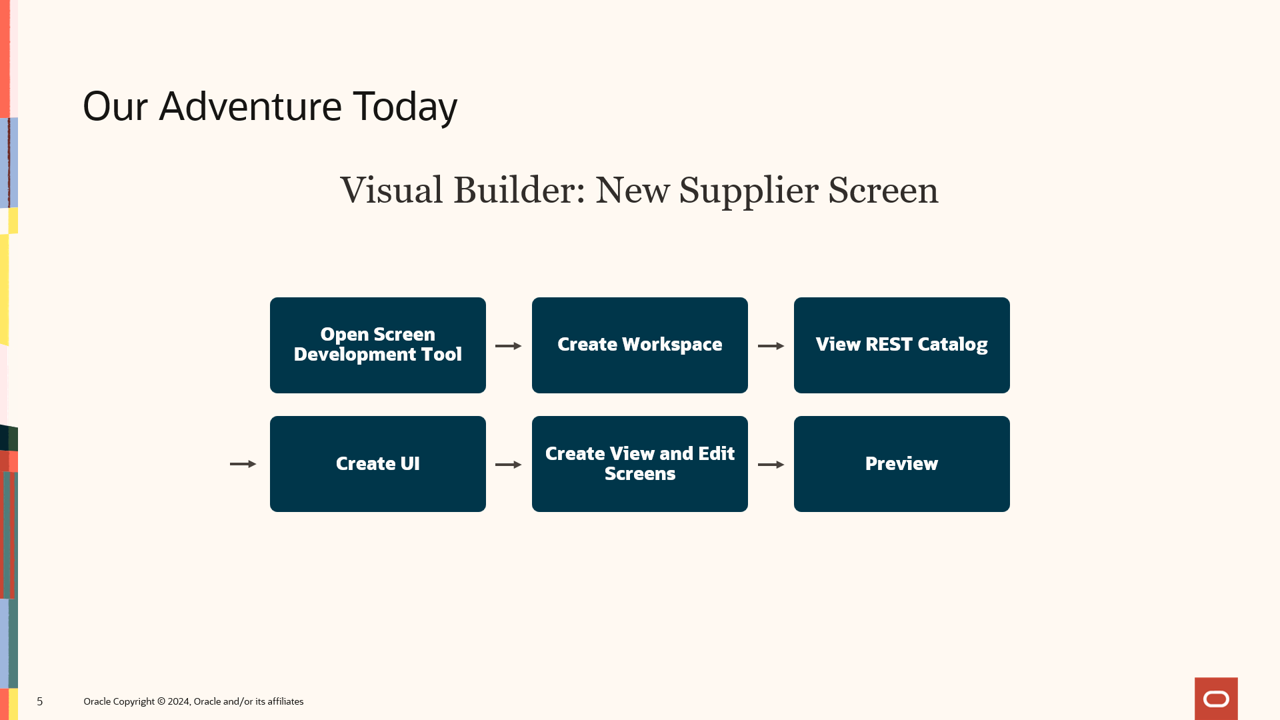 Our Adventure Today
Visual Builder: New Supplier Screen
Open Screen
Development Tool
Create Workspace
View REST Catalog
Create UI
Create View and Edit
Screens
Preview
5
Oracle Copyright © 2024, Oracle and/or its affiliates